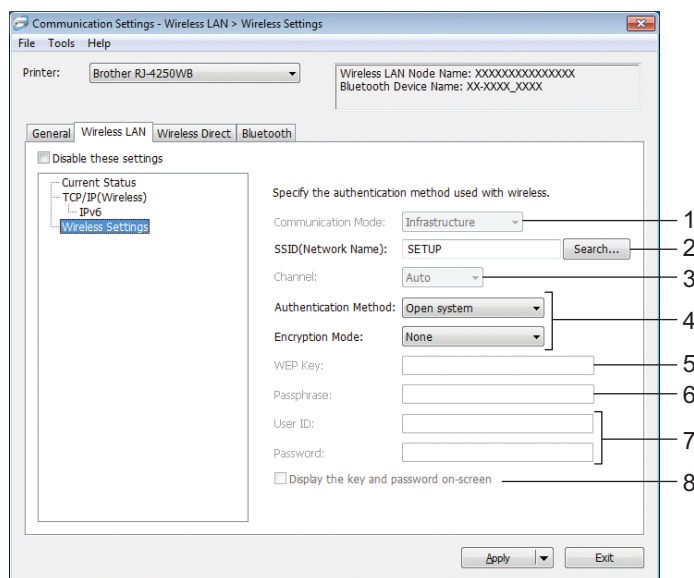 Communication Settings - Wireless LAN > Wireless Settings
File Tools Help
Printer: Brother RJ-4250WB
Wireless LAN Node Name: XXXXXXXXXXXXXXX
Bluetooth Device Name: XX-XXXX_XXXX
General Wireless LAN Wireless Direct Bluetooth
Disable these settings
Current Status
TCP/IP(Wireless)
IPv6
Wireless Settings
Specify the authentication method used with wireless.
Communication Mode: Infrastructure 1
SSID(Network Name): SETUP Search... 2
Channel: Auto 3
Authentication Method: Open system
4
Encryption Mode: None
WEP Key: 5
Passphrase: 6
User ID:
7
Password:
Display the key and password on-screen 8
Apply Exit